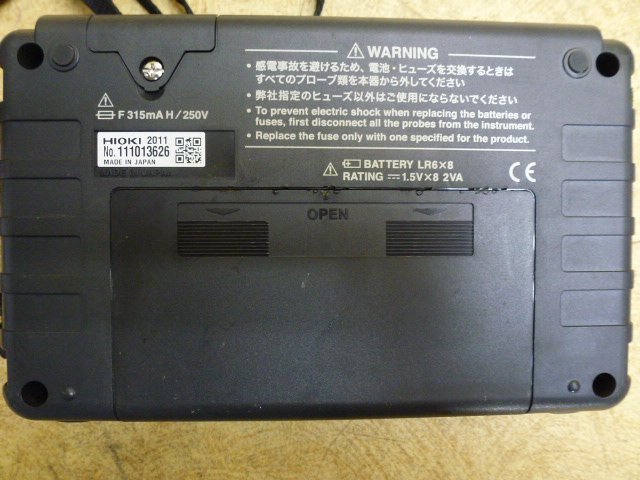 ⚠ WARNING
・感電事故を避けるため、電池・ヒューズを交換するときは
すべてのプローブ類を本器から外してください
・弊社指定のヒューズ以外はご使用にならないでください
・To prevent electric shock when replacing the batteries or
fuses, first disconnect all the probes from the instrument.
・Replace the fuse only with one specified for the product.
F 315mA H/250V
HIOKI 2011
No. 111013626
MADE IN JAPAN
MADE IN JAPAN
BATTERY LR6×8
RATING 1.5V×8 2VA
CE
OPEN